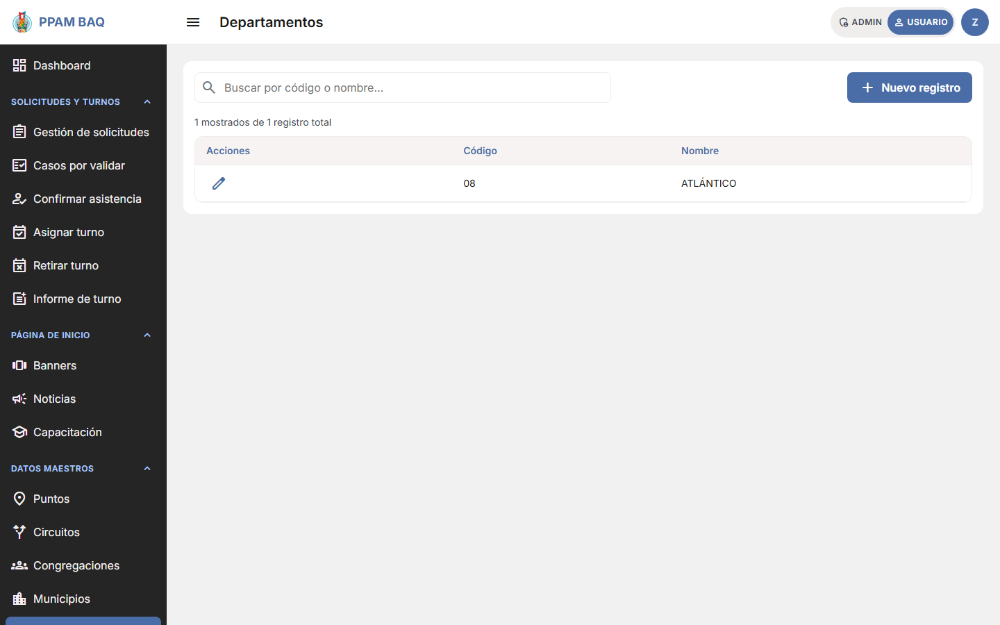 PPAM BAQ
Departamentos
ADMIN
USUARIO
Z
Dashboard
SOLICITUDES Y TURNOS
Gestión de solicitudes
Casos por validar
Confirmar asistencia
Asignar turno
Retirar turno
Informe de turno
PÁGINA DE INICIO
Banners
Noticias
Capacitación
DATOS MAESTROS
Puntos
Circuitos
Congregaciones
Municipios
Buscar por código o nombre...
Nuevo registro
1 mostrados de 1 registro total
Acciones Código Nombre
08 ATLÁNTICO